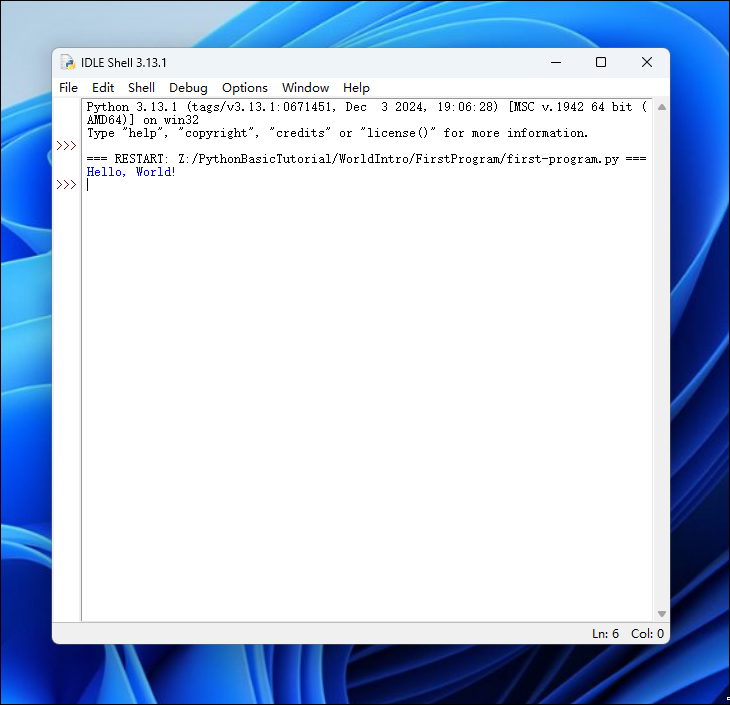 IDLE Shell 3.13.1
File Edit Shell Debug Options Window Help
Python 3.13.1 (tags/v3.13.1:0671451, Dec  3 2024, 19:06:28) [MSC v.1942 64 bit (
AMD64)] on win32
Type "help", "copyright", "credits" or "license()" for more information.
>>>
=== RESTART: Z:/PythonBasicTutorial/WorldIntro/FirstProgram/first-program.py ===
Hello, World!
>>>
Ln: 6 Col: 0